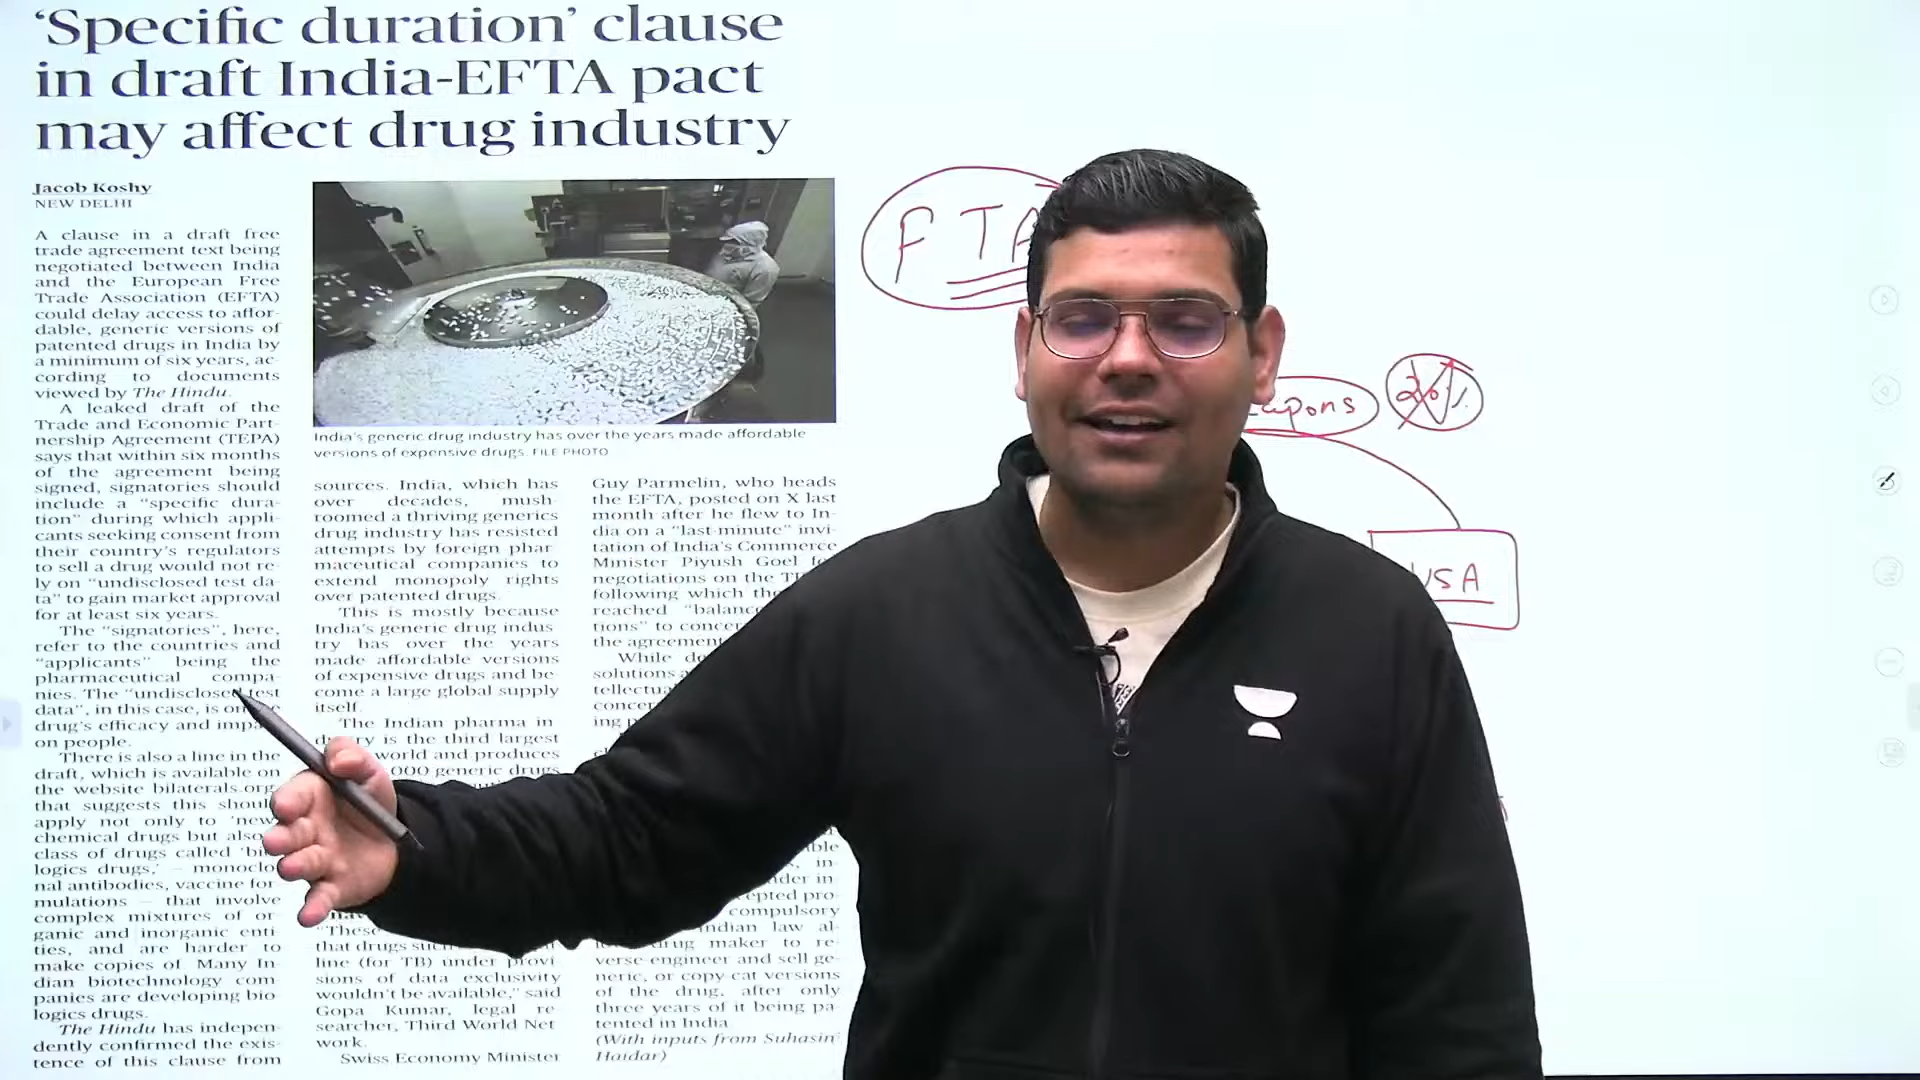 ‘Specific duration’ clause
in draft India-EFTA pact
may affect drug industry
Jacob Koshy
NEW DELHI
A clause in a draft free
trade agreement text being
negotiated between India
and the European Free
Trade Association (EFTA)
could delay access to affor-
dable, generic versions of
patented drugs in India by
a minimum of six years, ac-
cording to documents
viewed by The Hindu.
A leaked draft of the
Trade and Economic Part-
nership Agreement (TEPA)
says that within six months
of the agreement being
signed, signatories should
include a “specific dura-
tion” during which appli-
cants seeking consent from
their country’s regulators
to sell a drug would not re-
ly on “undisclosed test da-
ta” to gain market approval
for at least six years.
The “signatories”, here,
refer to the countries and
“applicants” being the
pharmaceutical compa-
nies. The “undisclosed test
data”, in this case, is on
drug’s efficacy and
on people.
There is also a line in the
draft, which is available on
the website bilaterals.org
that suggests this
apply not only to ‘new’
chemical drugs but also
class of drugs called
logics drugs,’ – monoclo
nal antibodies, vaccine for-
mulations – that involve
complex mixtures of or-
ganic and inorganic enti
ties, and are harder to
make copies of. Many In-
dian biotechnology com
panies are developing bio
logics drugs.
The Hindu has indepen-
dently confirmed the exis-
tence of this clause from
India’s generic drug industry has over the years made affordable
versions of expensive drugs. FILE PHOTO
sources. India, which has
over decades, mush-
roomed a thriving generics
drug industry has resisted
attempts by foreign phar
maceutical companies to
extend monopoly rights
over patented drugs.
This is mostly because
India’s generic drug indus
try has over the years
made affordable versions
of expensive drugs and be
come a large global supply
itself.
The Indian pharma in
is the third largest
world and produces
000 generic drugs
“These
that drugs
line (for TB) under provi
sions of data exclusivity
wouldn’t be available,” said
Gopa Kumar, legal re-
searcher, Third World Net
work.
Swiss Economy Minister
Guy Parmelin, who heads
the EFTA, posted on X last
month after he flew to In-
dia on a “last-minute” invi
tation of India’s Commerce
Minister Piyush Goel
negotiations on the
following which
reached
to
the agreement
While
solutions
ing
in-
compulsory
law al-
drug maker to re-
verse-engineer and sell ge-
neric, or copy-cat versions
of the drug, after only
three years of it being pa-
tented in India
(With inputs from Suhasini
Haidar)
FTA
20%
USA